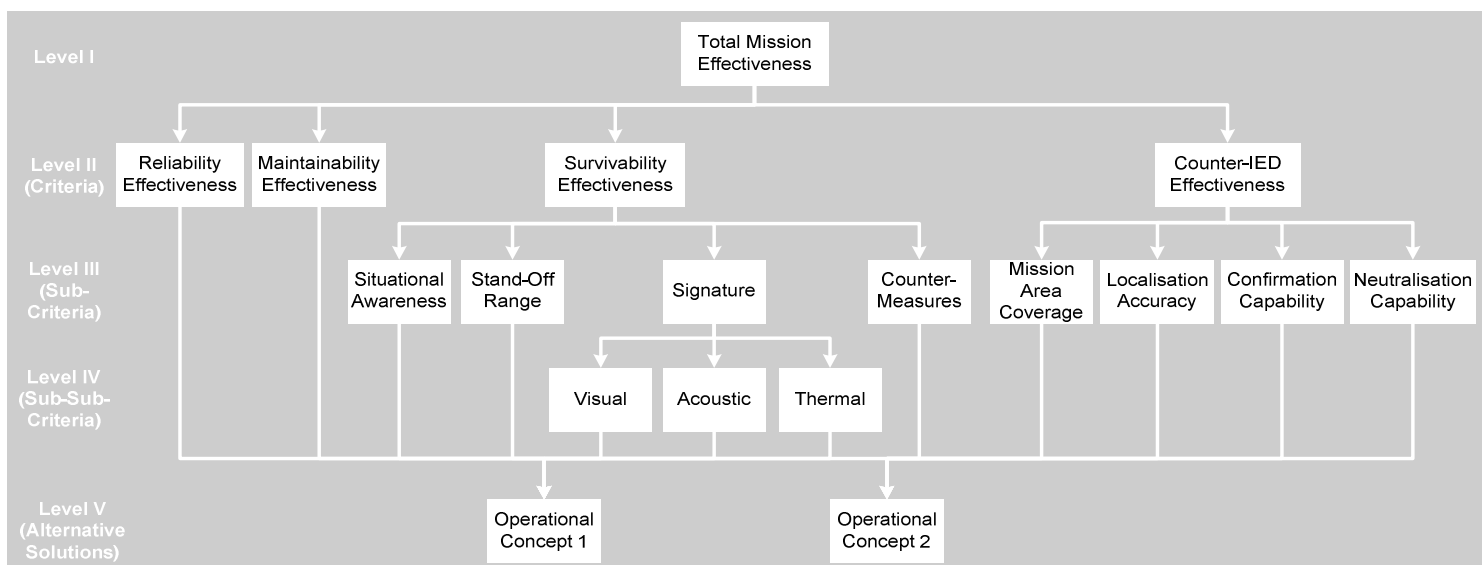 Level I
Total Mission
Effectiveness
Level II
(Criteria)
Reliability
Effectiveness
Maintainability
Effectiveness
Survivability
Effectiveness
Counter-IED
Effectiveness
Level III
(Sub-
Criteria)
Situational
Awareness
Stand-Off
Range
Signature
Counter-
Measures
Mission
Area
Coverage
Localisation
Accuracy
Confirmation
Capability
Neutralisation
Capability
Level IV
(Sub-Sub-
Criteria)
Visual
Acoustic
Thermal
Level V
(Alternative
Solutions)
Operational
Concept 1
Operational
Concept 2